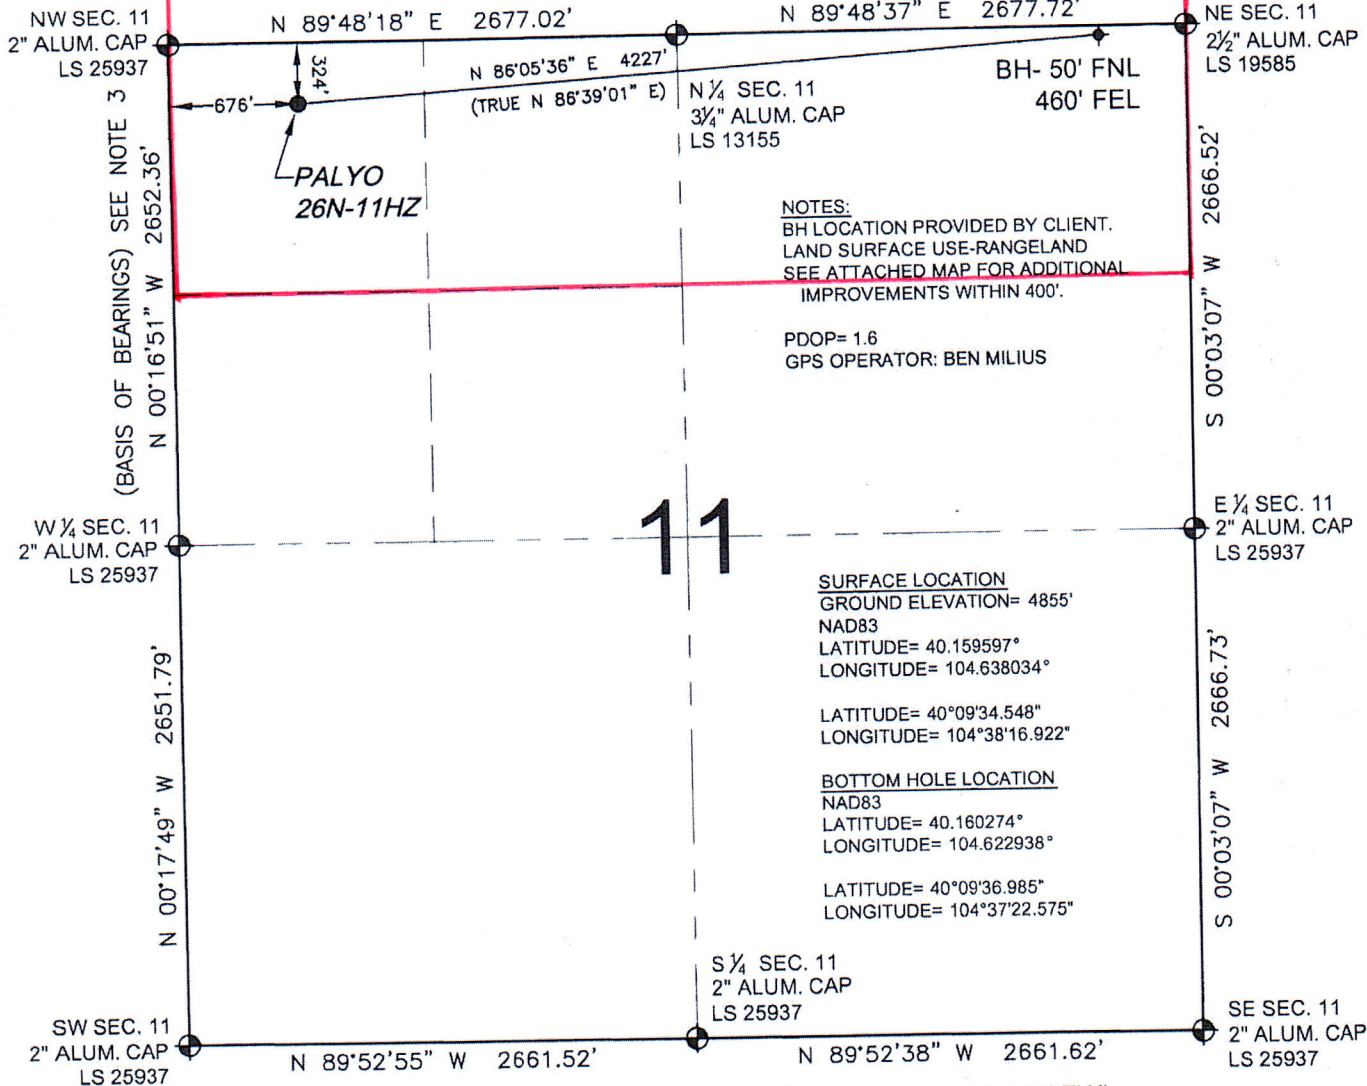 NW SEC. 11
2" ALUM. CAP
LS 25937
N 89°48'18" E 2677.02'
N 89°48'37" E 2677.72'
NE SEC. 11
2½" ALUM. CAP
LS 19585
324'
676'
N 86°05'36" E 4227'
(TRUE N 86°39'01" E)
N ¼ SEC. 11
3¼" ALUM. CAP
LS 13155
BH- 50' FNL
460' FEL
PALYO
26N-11HZ
(BASIS OF BEARINGS) SEE NOTE 3
N 00°16'51" W 2652.36'
S 00°03'07" W 2666.52'
NOTES:
BH LOCATION PROVIDED BY CLIENT.
LAND SURFACE USE-RANGELAND
SEE ATTACHED MAP FOR ADDITIONAL
IMPROVEMENTS WITHIN 400'.
PDOP= 1.6
GPS OPERATOR: BEN MILIUS
W ¼ SEC. 11
2" ALUM. CAP
LS 25937
11
E ¼ SEC. 11
2" ALUM. CAP
LS 25937
SURFACE LOCATION
GROUND ELEVATION= 4855'
NAD83
LATITUDE= 40.159597°
LONGITUDE= 104.638034°
LATITUDE= 40°09'34.548"
LONGITUDE= 104°38'16.922"
BOTTOM HOLE LOCATION
NAD83
LATITUDE= 40.160274°
LONGITUDE= 104.622938°
LATITUDE= 40°09'36.985"
LONGITUDE= 104°37'22.575"
N 00°17'49" W 2651.79'
S 00°03'07" W 2666.73'
S ¼ SEC. 11
2" ALUM. CAP
LS 25937
SW SEC. 11
2" ALUM. CAP
LS 25937
N 89°52'55" W 2661.52'
N 89°52'38" W 2661.62'
SE SEC. 11
2" ALUM. CAP
LS 25937